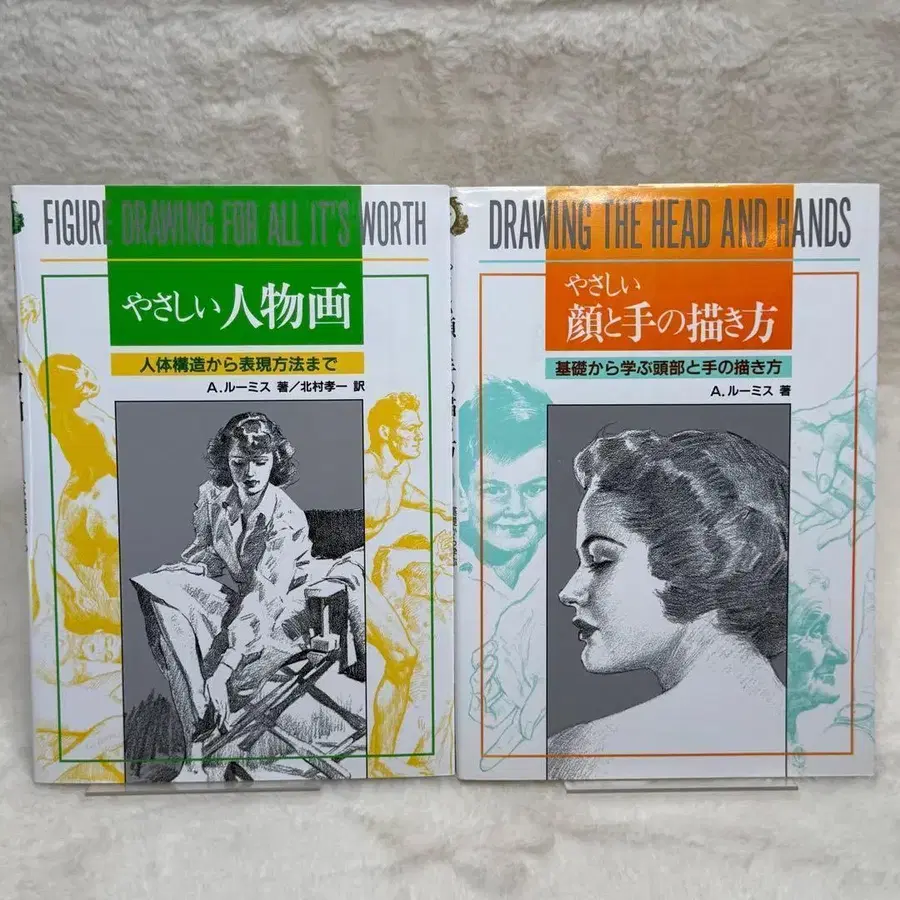 FIGURE DRAWING FOR ALL IT'S WORTH
やさしい人物画
人体構造から表現方法まで
A.ルーミス 著／北村孝一 訳
DRAWING THE HEAD AND HANDS
やさしい
顔と手の描き方
基礎から学ぶ頭部と手の描き方
A.ルーミス 著